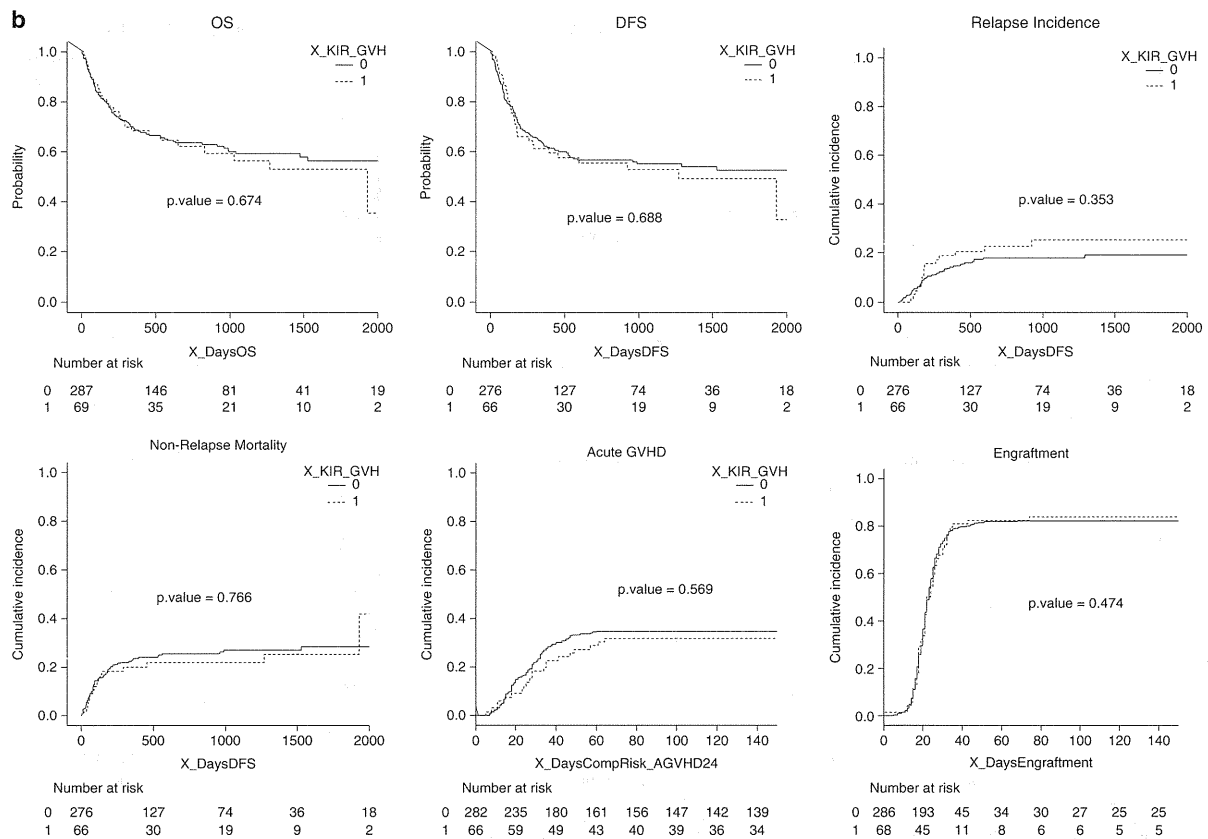 b
OS
X_KIR_GVH
0
1
1.0
0.8
0.6
0.4
0.2
0.0
Probability
p.value = 0.674
0 500 1000 1500 2000
X_DaysOS
Number at risk
0 287 146 81 41 19
1 69 35 21 10 2
DFS
X_KIR_GVH
0
1
1.0
0.8
0.6
0.4
0.2
0.0
Probability
p.value = 0.688
0 500 1000 1500 2000
X_DaysDFS
Number at risk
0 276 127 74 36 18
1 66 30 19 9 2
Relapse Incidence
X_KIR_GVH
0
1
1.0
0.8
0.6
0.4
0.2
0.0
Cumulative incidence
p.value = 0.353
0 500 1000 1500 2000
X_DaysDFS
Number at risk
0 276 127 74 36 18
1 66 30 19 9 2
Non-Relapse Mortality
X_KIR_GVH
0
1
1.0
0.8
0.6
0.4
0.2
0.0
Cumulative incidence
p.value = 0.766
0 500 1000 1500 2000
X_DaysDFS
Number at risk
0 276 127 74 36 18
1 66 30 19 9 2
Acute GVHD
X_KIR_GVH
0
1
1.0
0.8
0.6
0.4
0.2
0.0
Cumulative incidence
p.value = 0.569
0 20 40 60 80 100 120 140
X_DaysCompRisk_AGVHD24
Number at risk
0 282 235 180 161 156 147 142 139
1 66 59 49 43 40 39 36 34
Engraftment
1.0
0.8
0.6
0.4
0.2
0.0
Cumulative incidence
p.value = 0.474
0 20 40 60 80 100 120 140
X_DaysEngraftment
Number at risk
0 286 193 45 34 30 27 25 25
1 68 45 11 8 6 6 5 5